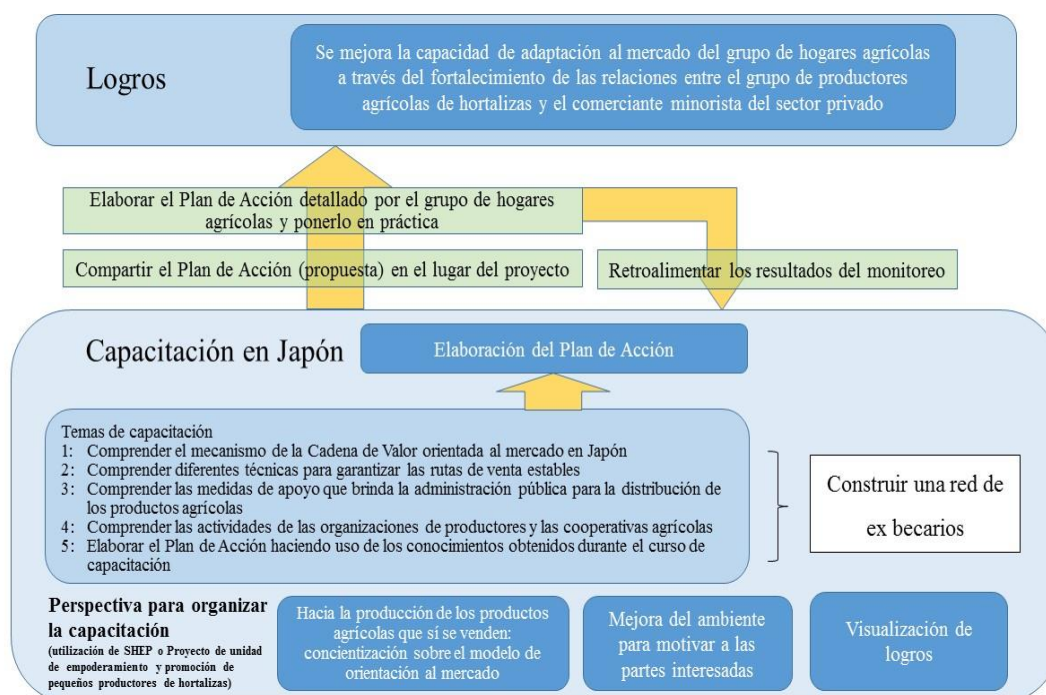 Logros
Se mejora la capacidad de adaptación al mercado del grupo de hogares agrícolas
a través del fortalecimiento de las relaciones entre el grupo de productores
agrícolas de hortalizas y el comerciante minorista del sector privado
Elaborar el Plan de Acción detallado por el grupo de hogares
agrícolas y ponerlo en práctica
Compartir el Plan de Acción (propuesta) en el lugar del proyecto
Retroalimentar los resultados del monitoreo
Capacitación en Japón
Elaboración del Plan de Acción
Temas de capacitación
1: Comprender el mecanismo de la Cadena de Valor orientada al mercado en Japón
2: Comprender diferentes técnicas para garantizar las rutas de venta estables
3: Comprender las medidas de apoyo que brinda la administración pública para la distribución de
los productos agrícolas
4: Comprender las actividades de las organizaciones de productores y las cooperativas agrícolas
5: Elaborar el Plan de Acción haciendo uso de los conocimientos obtenidos durante el curso de
capacitación
Construir una red de
ex becarios
Perspectiva para organizar
la capacitación
(utilización de SHEP o Proyecto de unidad
de empoderamiento y promoción de
pequeños productores de hortalizas)
Hacia la producción de los productos
agrícolas que sí se venden:
concientización sobre el modelo de
orientación al mercado
Mejora del ambiente
para motivar a las
partes interesadas
Visualización de
logros